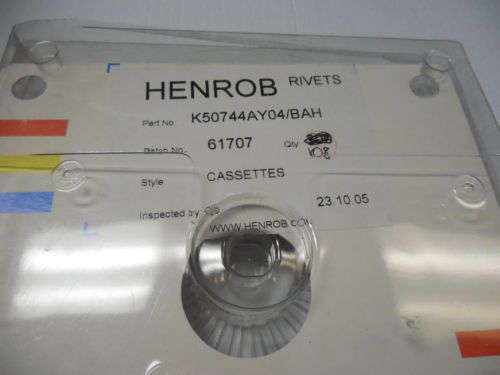 HENROB RIVETS
Part No. K50744AY04/BAH
Batch No. 61707 Qty
108
Style CASSETTES
Inspected by 23.10.05
WWW.HENROB.COM